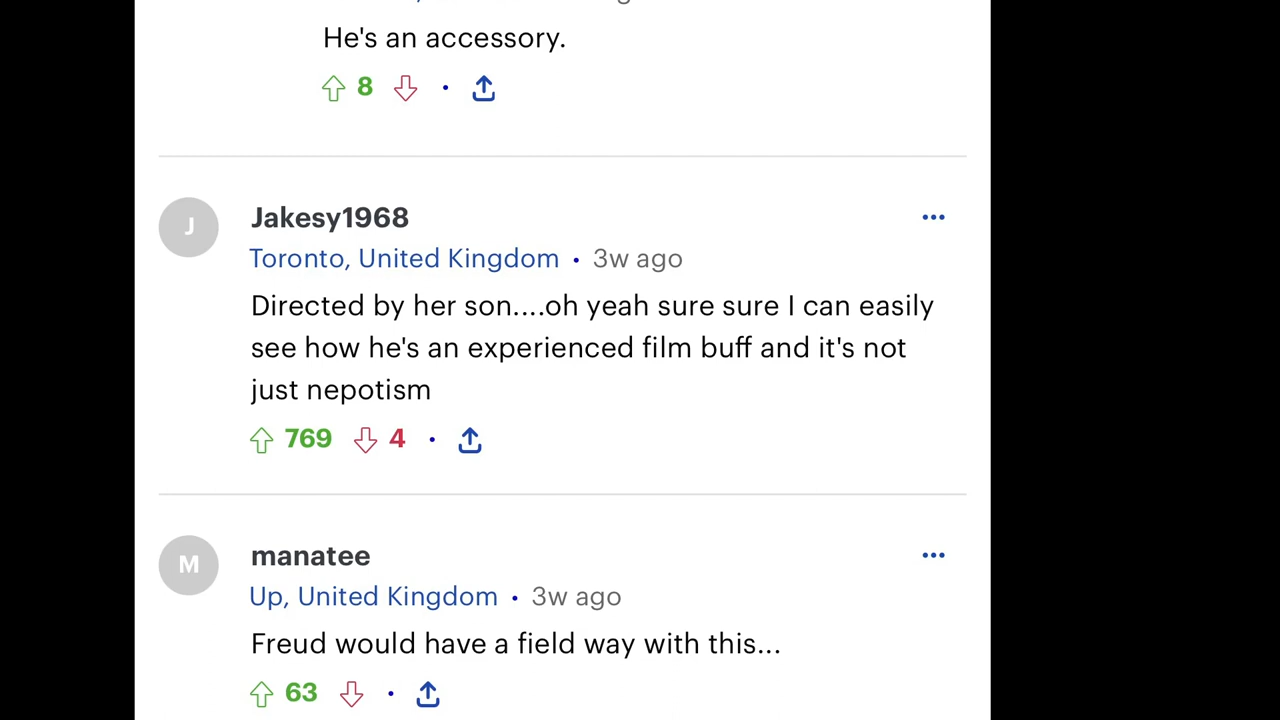 He's an accessory.
8
J
Jakesy1968
Toronto, United Kingdom • 3w ago
Directed by her son....oh yeah sure sure I can easily
see how he's an experienced film buff and it's not
just nepotism
769 4
M
manatee
Up, United Kingdom • 3w ago
Freud would have a field way with this...
63